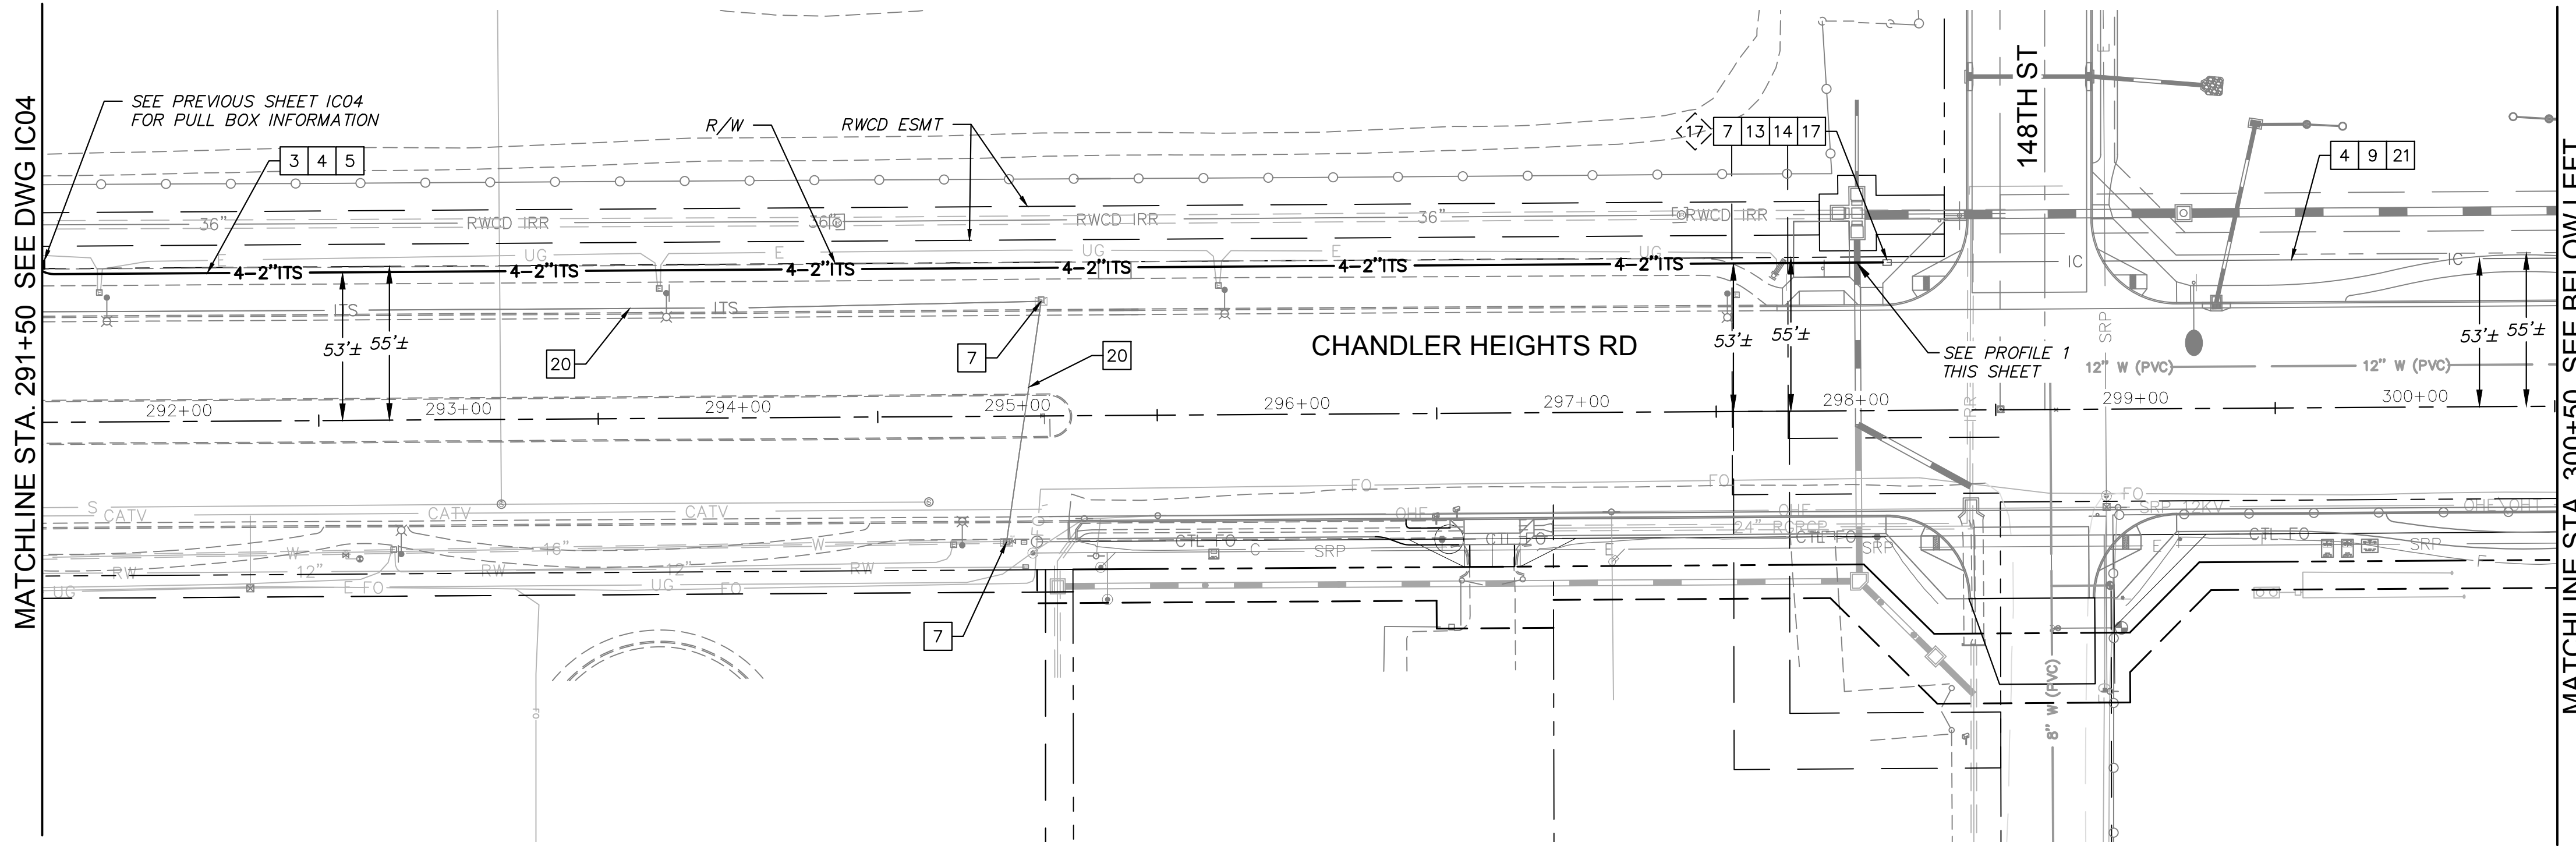 MATCHLINE STA. 291+50 SEE DWG IC04
SEE PREVIOUS SHEET IC04
FOR PULL BOX INFORMATION
3 4 5
R/W
RWCD ESMT
17 7 13 14 17
148TH ST
E
4 9 21
36"
RWCD IRR
36"
RWCD IRR
36"
RWCD IRR
E
UG
E
UG
E
UG
4-2"ITS
4-2"ITS
4-2"ITS
4-2"ITS
4-2"ITS
4-2"ITS
IC
IC
ITS
ITS
53'±
55'±
20
7
20
CHANDLER HEIGHTS RD
53'±
55'±
SEE PROFILE 1
THIS SHEET
SRP
12" W (PVC)
12" W (PVC)
53'±
55'±
292+00
293+00
294+00
295+00
296+00
297+00
298+00
299+00
300+00
IRR
S
CATV
CATV
CATV
FO
FO
FO
OHE
OHE
SRP 12KV
OHE
OHT
24" RGRCP
W
16"
W
CTL FO
C
SRP
CTL FO
E
CTL FO
SRP
E
CTL FO
SRP
RW
12"
RW
12"
RW
UG
E FO
UG
FO
7
8" W (PVC)
MATCHLINE STA. 300+50 SEE BELOW LEFT